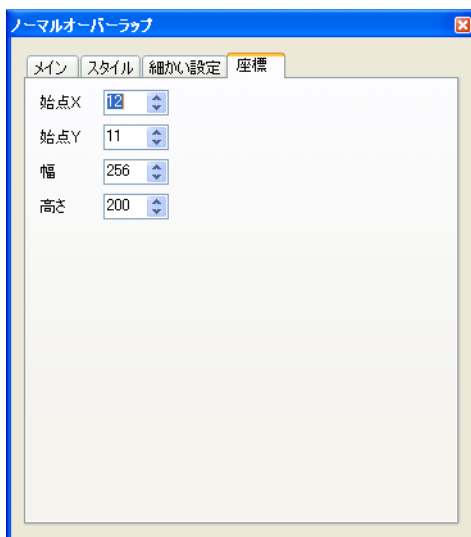 ノーマルオーバーラップ
メイン スタイル 細かい設定 座標
始点X 12
始点Y 11
幅 256
高さ 200